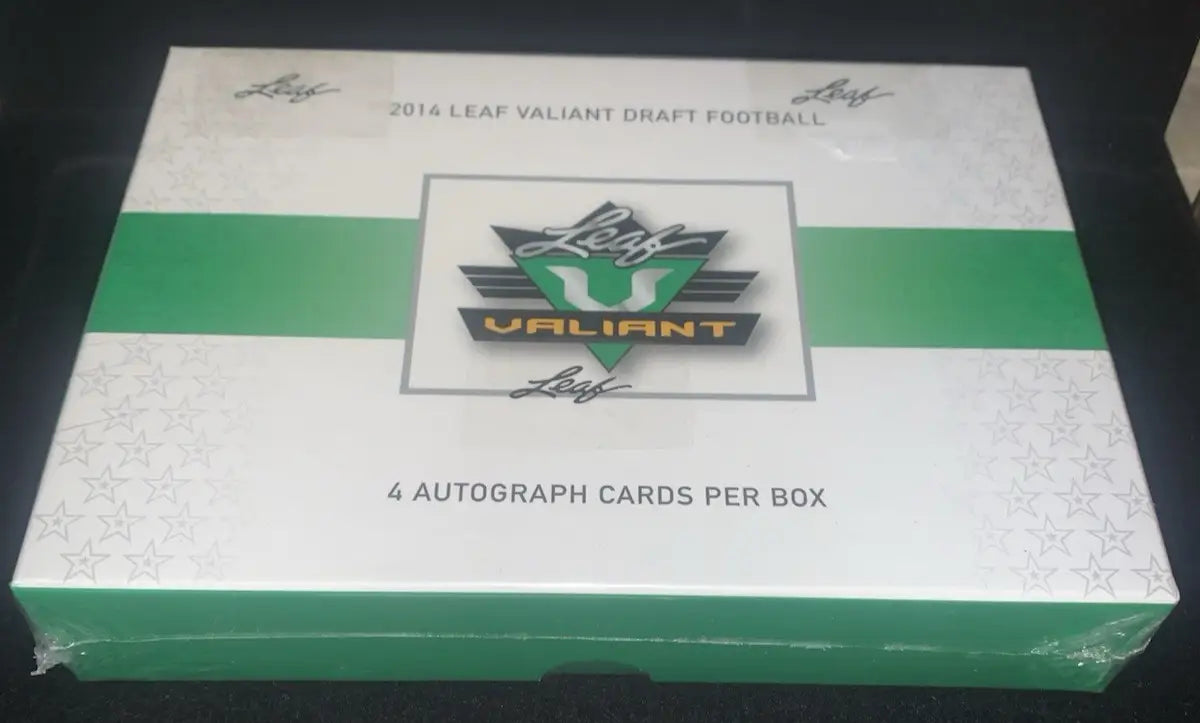 Leaf
Leaf
2014 LEAF VALIANT DRAFT FOOTBALL
Leaf
V
VALIANT
Leaf
4 AUTOGRAPH CARDS PER BOX